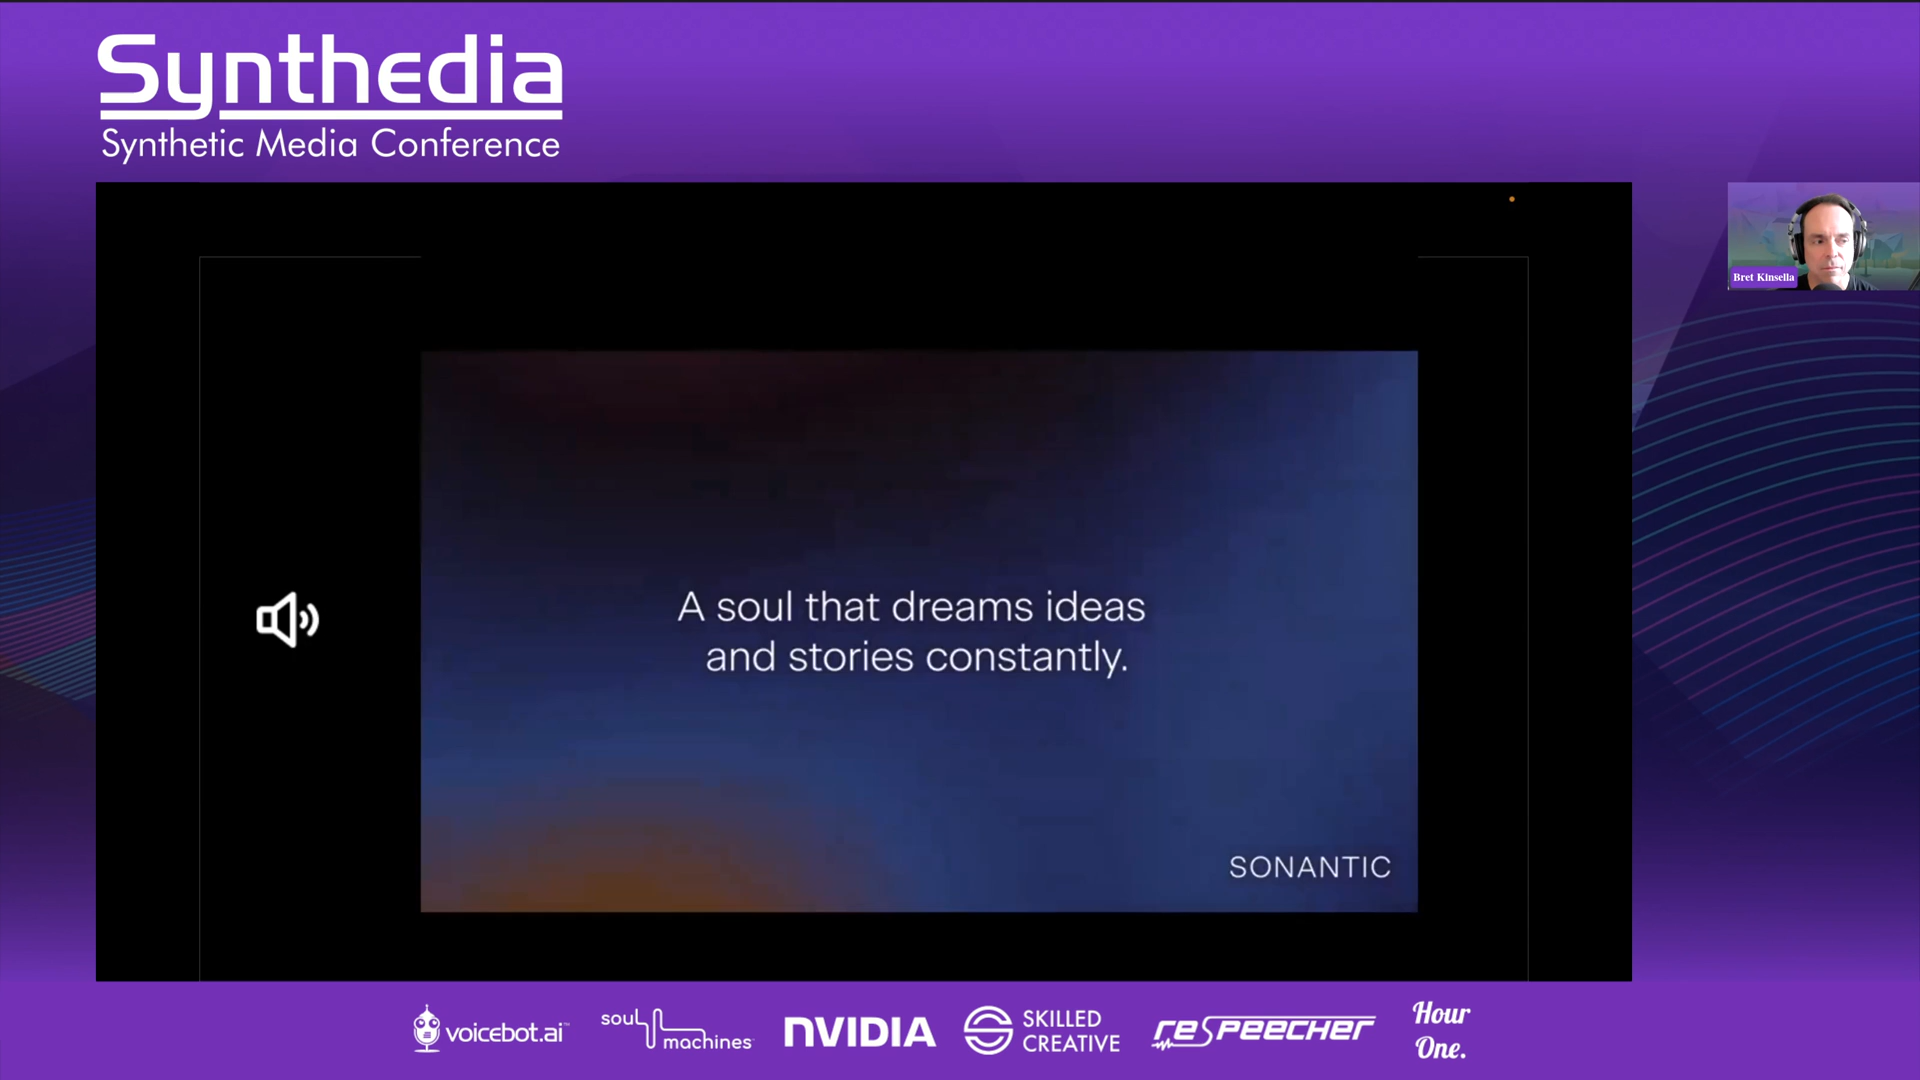 Synthedia
Synthetic Media Conference
Bret Kinsella
A soul that dreams ideas
and stories constantly.
SONANTIC
voicebot.ai™
soul
machines
NVIDIA
SKILLED
CREATIVE
reSPEECHER
Hour
One.